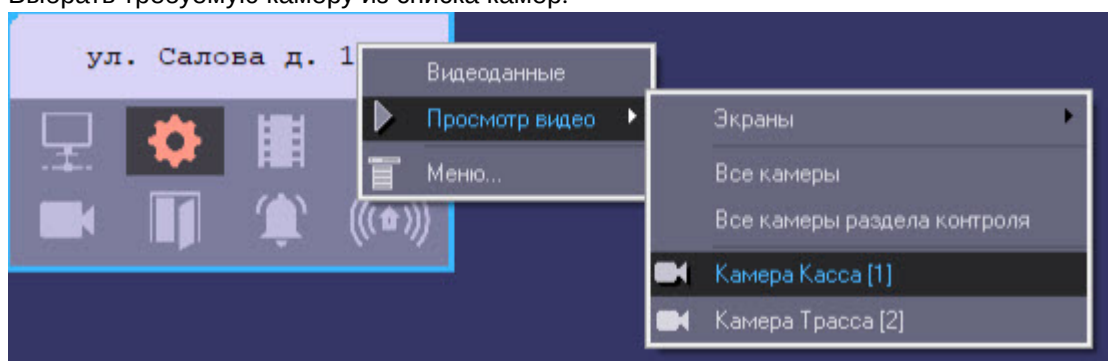 Выбрать требуемую камеру из списка камер.
ул. Салова д. 1
Видеоданные
Просмотр видео
Меню...
Экраны
Все камеры
Все камеры раздела контроля
Камера Касса [1]
Камера Трасса [2]